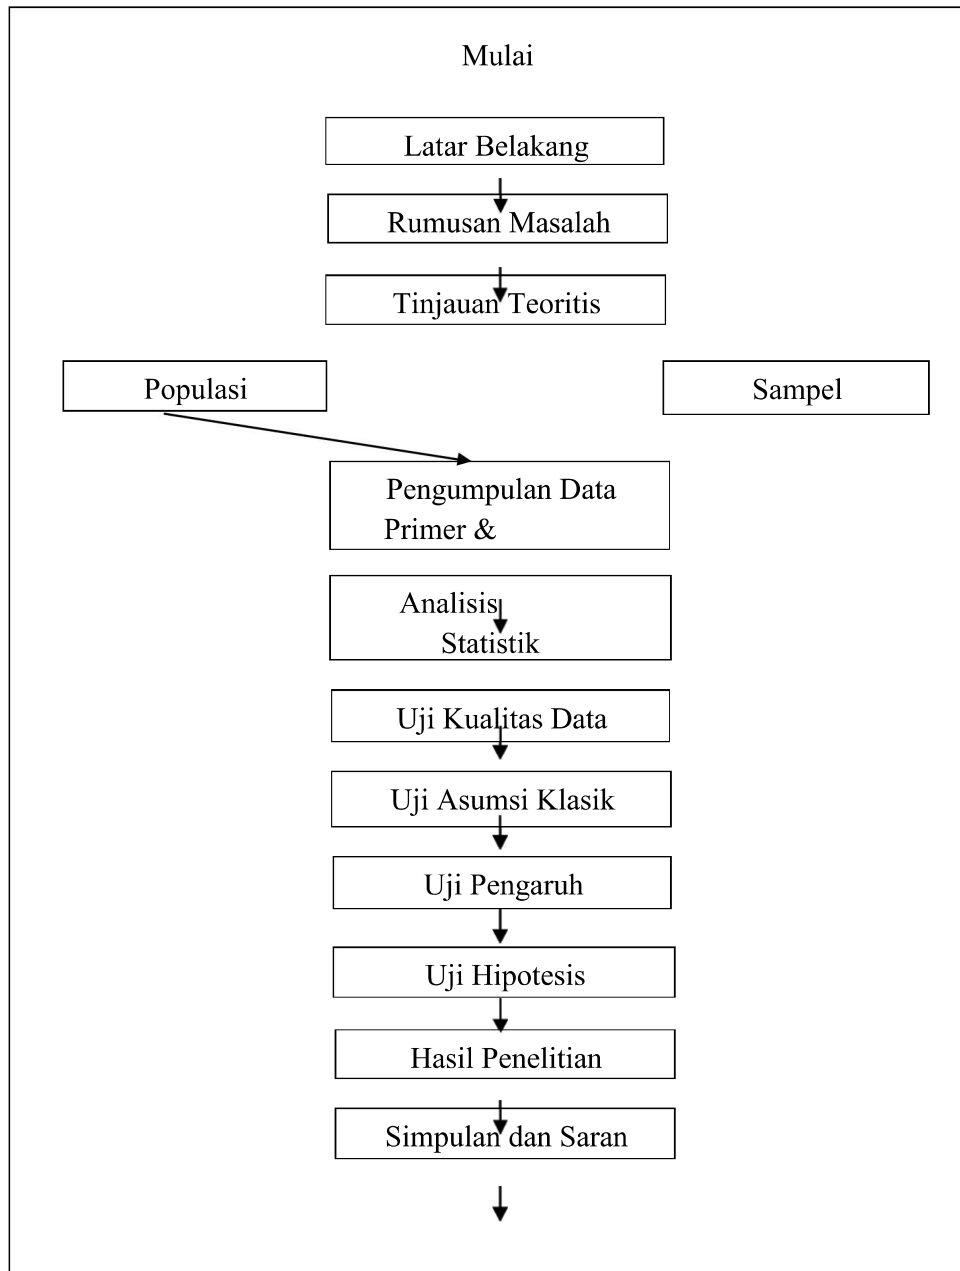 Mulai
Latar Belakang
Rumusan Masalah
Tinjauan Teoritis
Populasi
Sampel
Pengumpulan Data
Primer &
Analisis
Statistik
Uji Kualitas Data
Uji Asumsi Klasik
Uji Pengaruh
Uji Hipotesis
Hasil Penelitian
Simpulan dan Saran